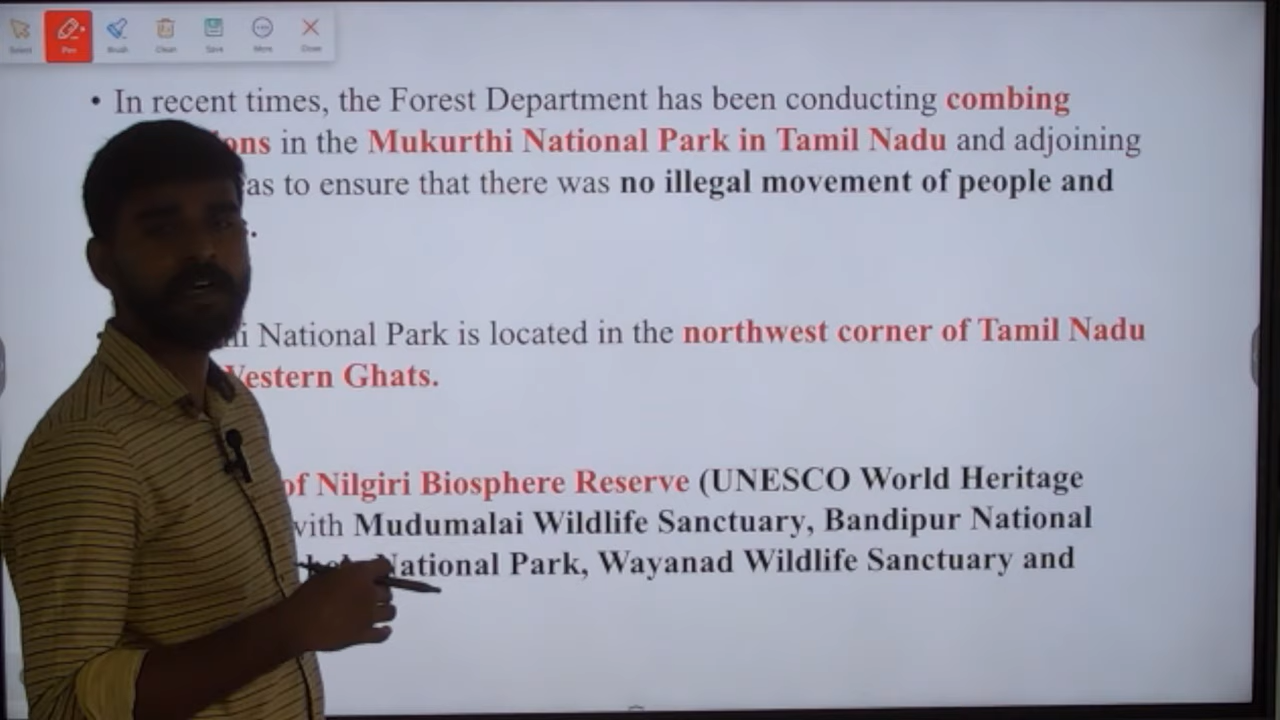 Select Pen Brush Clean Save More Close
• In recent times, the Forest Department has been conducting combing
ons in the Mukurthi National Park in Tamil Nadu and adjoining
as to ensure that there was no illegal movement of people and
.
i National Park is located in the northwest corner of Tamil Nadu
Western Ghats.
of Nilgiri Biosphere Reserve (UNESCO World Heritage
with Mudumalai Wildlife Sanctuary, Bandipur National
National Park, Wayanad Wildlife Sanctuary and